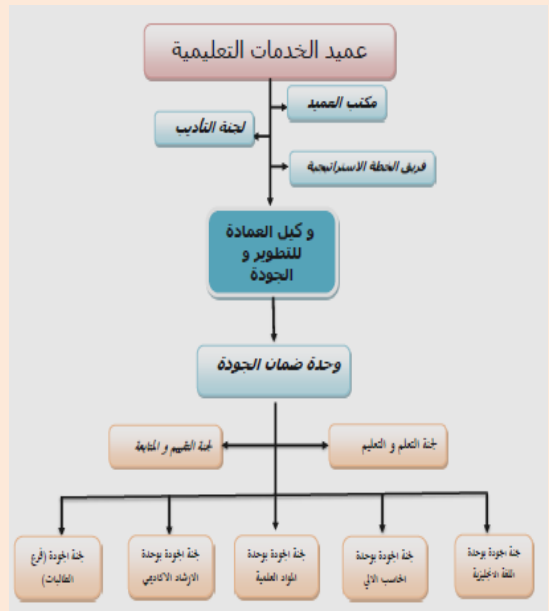 عميد الخدمات التعليمية
مكتب العميد
لجنة التأديب
فريق الخطة الاستراتيجية
وكيل العمادة
للتطوير و
الجودة
وحدة ضمان الجودة
لجنة التعلم و التعليم
لجنة التقييم و المتابعة
لجنة الجودة بوحدة
اللغة الانجليزية
لجنة الجودة بوحدة
الحاسب الالي
لجنة الجودة بوحدة
المواد العلمية
لجنة الجودة بوحدة
الارشاد الاكاديمي
لجنة الجودة (فرع
الطالبات)